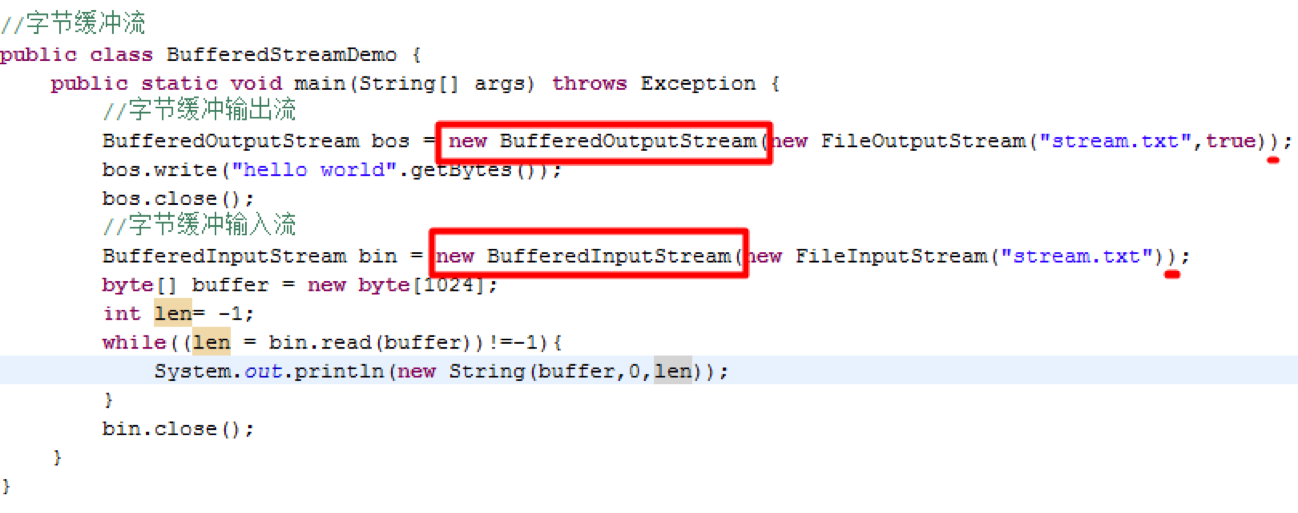 //字节缓冲流
public class BufferedStreamDemo {
    public static void main(String[] args) throws Exception {
        //字节缓冲输出流
        BufferedOutputStream bos = new BufferedOutputStream(new FileOutputStream("stream.txt",true));
        bos.write("hello world".getBytes());
        bos.close();
        //字节缓冲输入流
        BufferedInputStream bin = new BufferedInputStream(new FileInputStream("stream.txt"));
        byte[] buffer = new byte[1024];
        int len= -1;
        while((len = bin.read(buffer))!=-1){
            System.out.println(new String(buffer,0,len));
        }
        bin.close();
    }
}